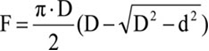 F = π·D/2 (D − √(D² − d²))